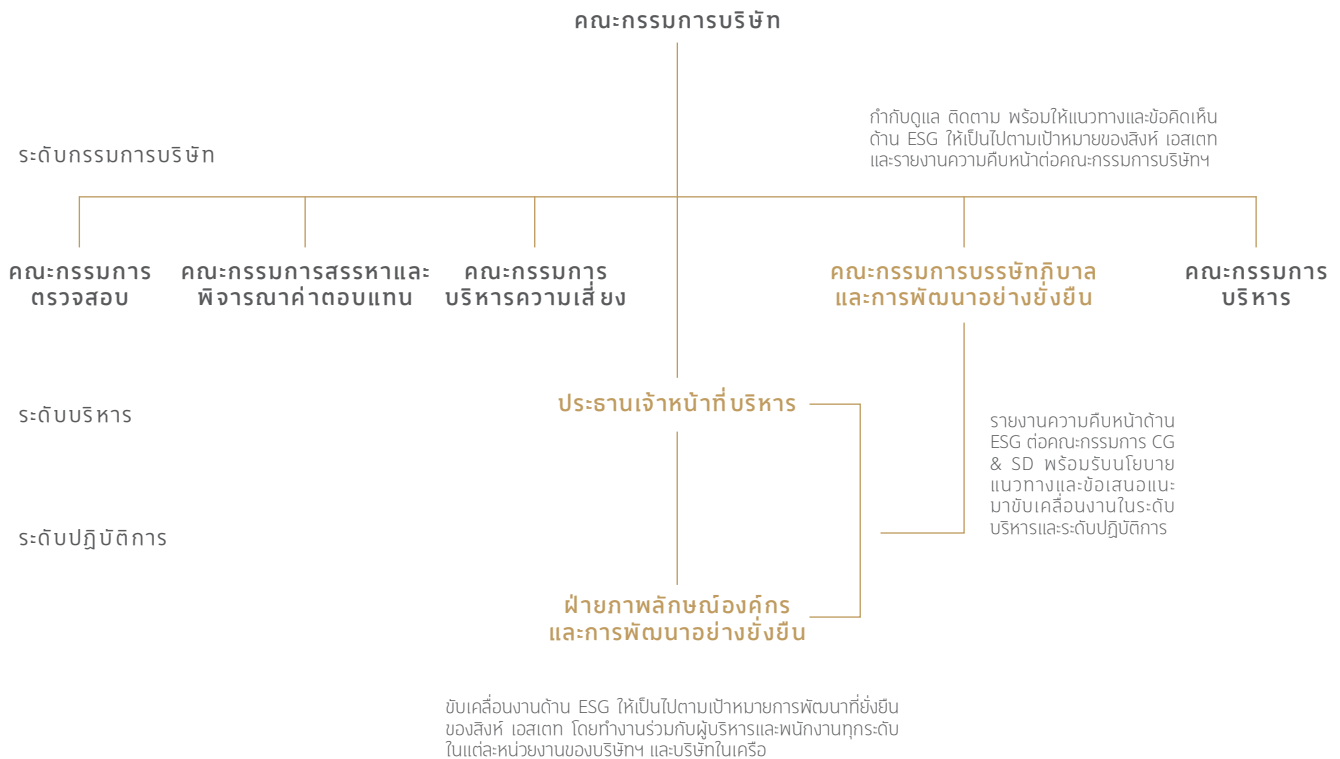 คณะกรรมการบริษัท
กำกับดูแล ติดตาม พร้อมให้แนวทางและข้อคิดเห็น
ด้าน ESG ให้เป็นไปตามเป้าหมายของสิงห์ เอสเตท
และรายงานความคืบหน้าต่อคณะกรรมการบริษัทฯ
ระดับกรรมการบริษัท
คณะกรรมการ
ตรวจสอบ
คณะกรรมการสรรหาและ
พิจารณาค่าตอบแทน
คณะกรรมการ
บริหารความเสี่ยง
คณะกรรมการบรรษัทภิบาล
และการพัฒนาอย่างยั่งยืน
คณะกรรมการ
บริหาร
ระดับบริหาร
ประธานเจ้าหน้าที่บริหาร
รายงานความคืบหน้าด้าน
ESG ต่อคณะกรรมการ CG
& SD พร้อมรับนโยบาย
แนวทางและข้อเสนอแนะ
มาขับเคลื่อนงานในระดับ
บริหารและระดับปฏิบัติการ
ระดับปฏิบัติการ
ฝ่ายภาพลักษณ์องค์กร
และการพัฒนาอย่างยั่งยืน
ขับเคลื่อนงานด้าน ESG ให้เป็นไปตามเป้าหมายการพัฒนาที่ยั่งยืน
ของสิงห์ เอสเตท โดยทำงานร่วมกับผู้บริหารและพนักงานทุกระดับ
ในแต่ละหน่วยงานของบริษัทฯ และบริษัทในเครือ